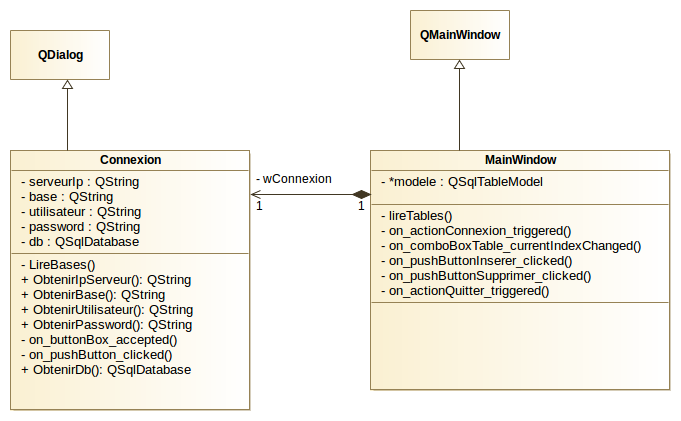 QDialog
QMainWindow
Connexion
- serveurIp : QString
- base : QString
- utilisateur : QString
- password : QString
- db : QSqlDatabase
- LireBases()
+ ObtenirIpServeur(): QString
+ ObtenirBase(): QString
+ ObtenirUtilisateur(): QString
+ ObtenirPassword(): QString
- on_buttonBox_accepted()
- on_pushButton_clicked()
+ ObtenirDb(): QSqlDatabase
- wConnexion
1
1
MainWindow
- *modele : QSqlTableModel
- lireTables()
- on_actionConnexion_triggered()
- on_comboBoxTable_currentIndexChanged()
- on_pushButtonInserer_clicked()
- on_pushButtonSupprimer_clicked()
- on_actionQuitter_triggered()